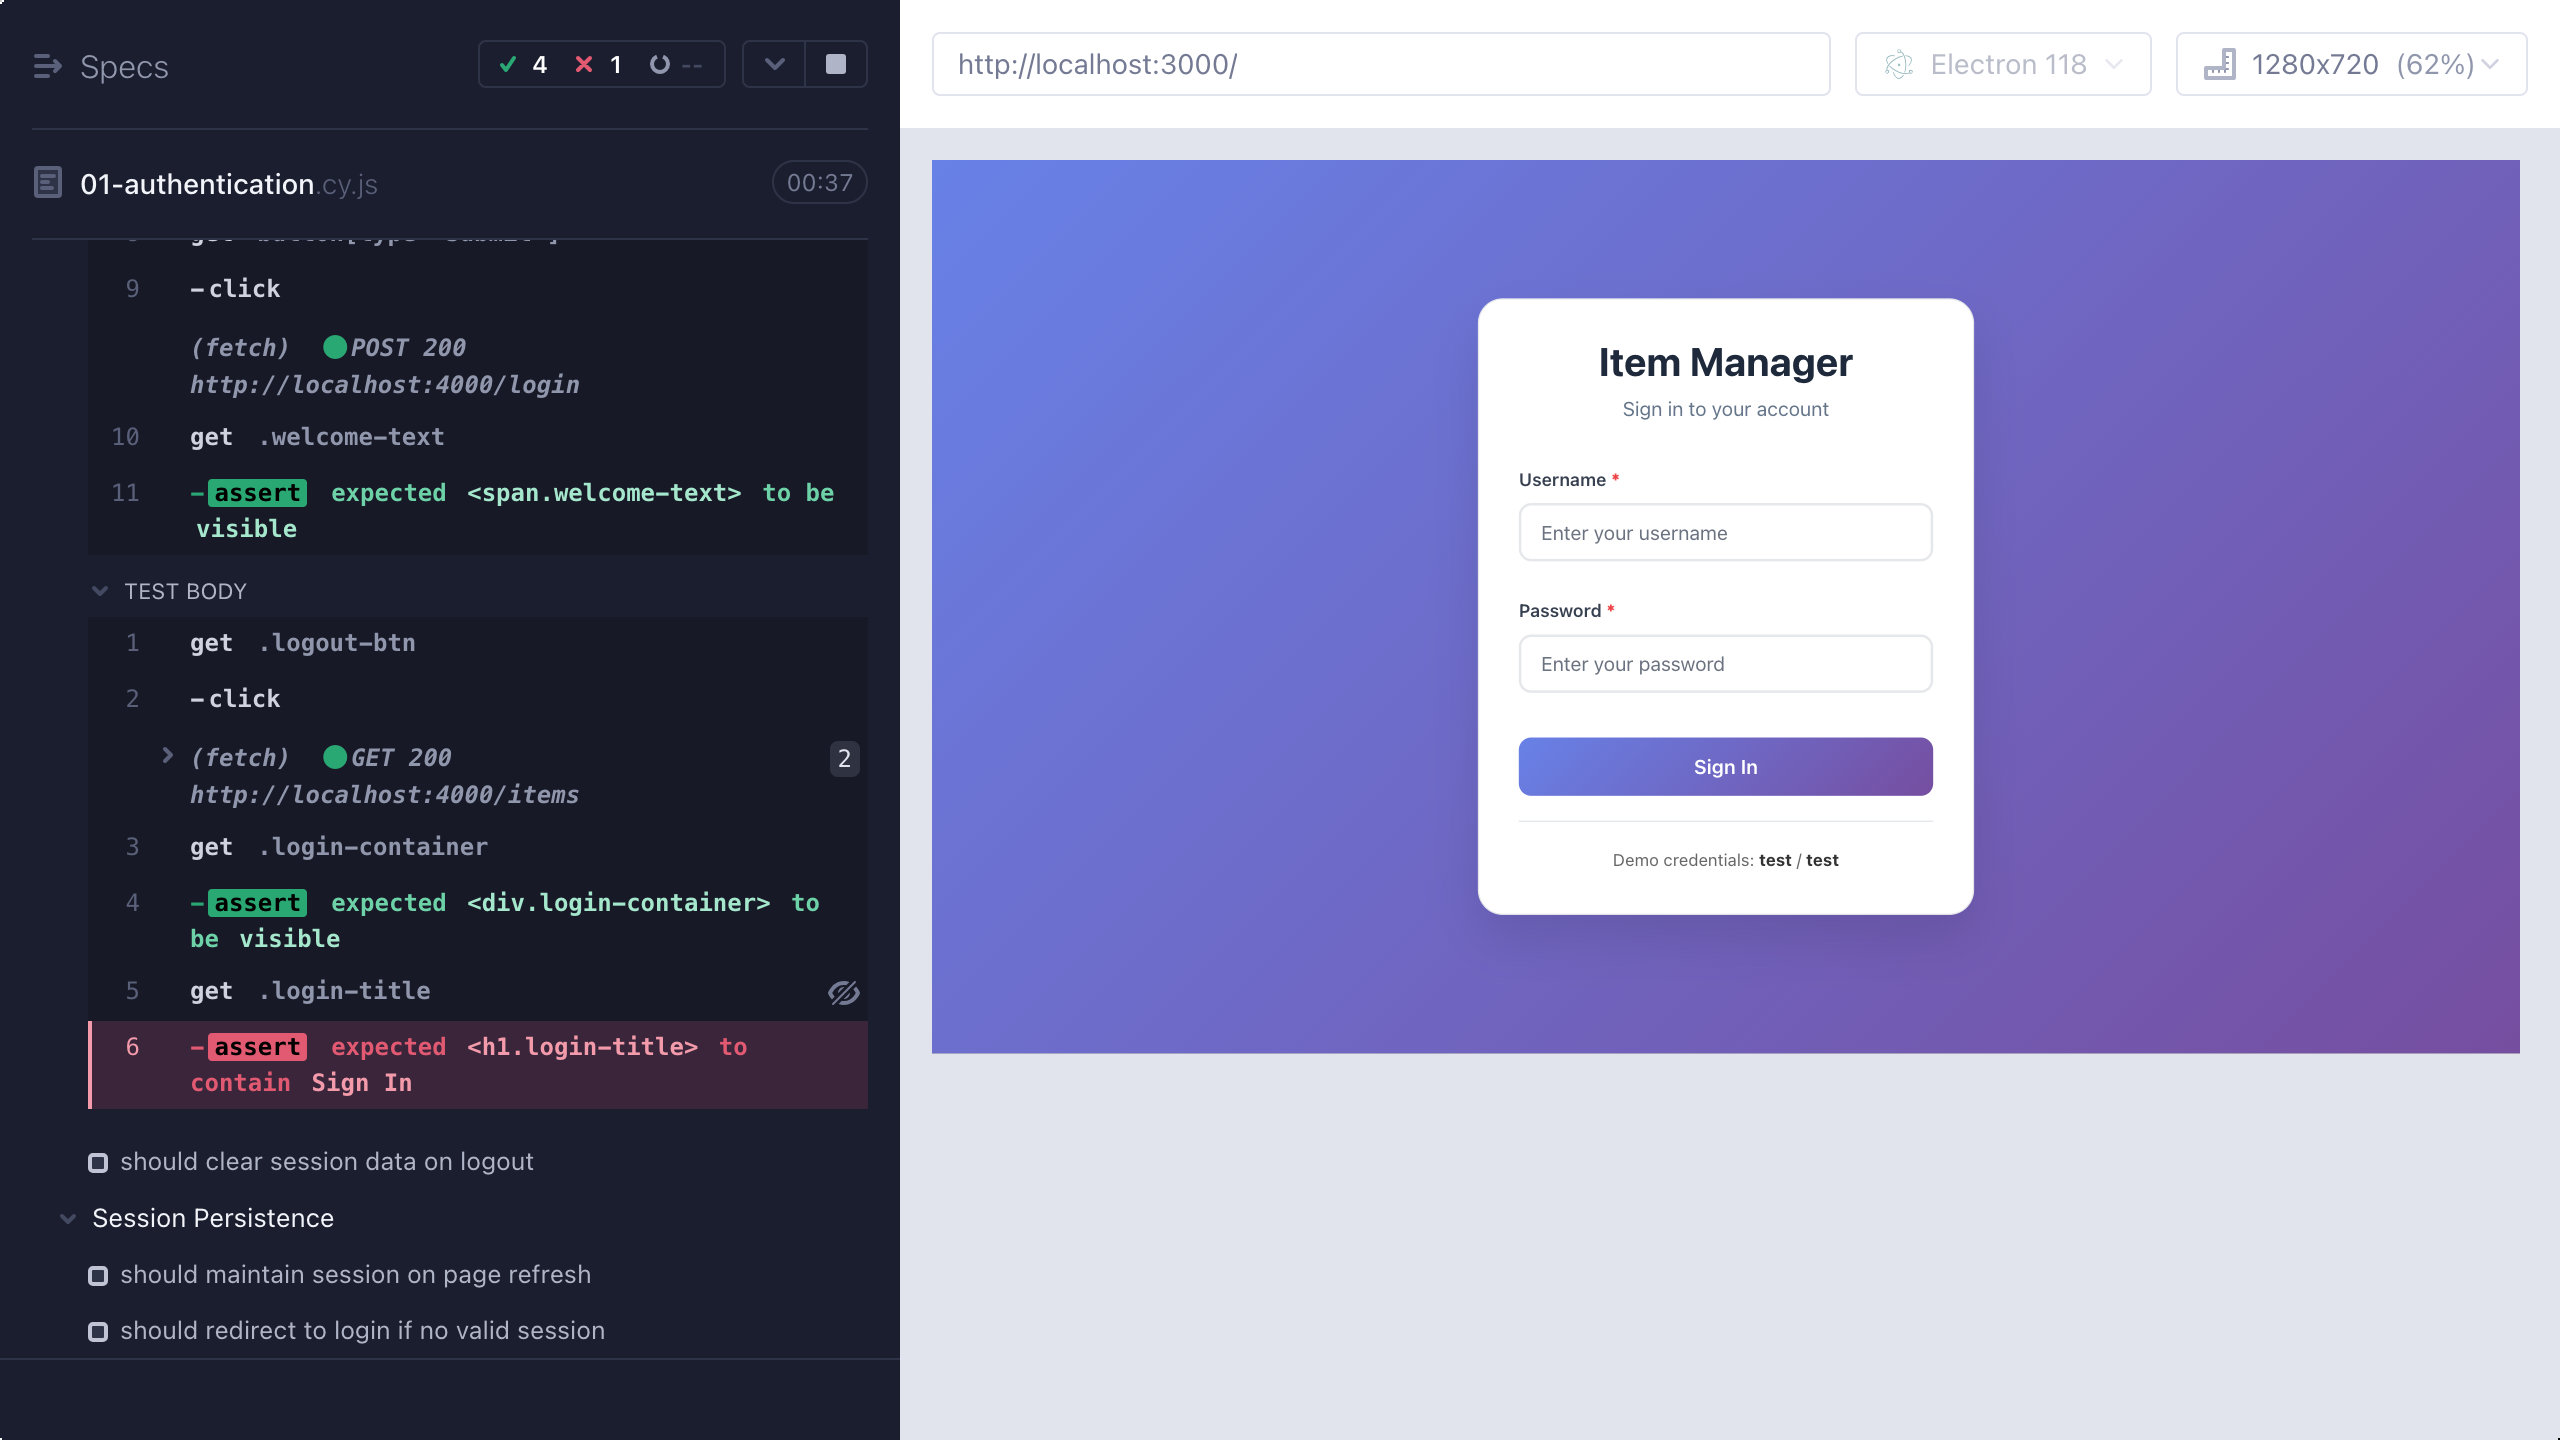 Specs
4 1 --
01-authentication.cy.js
00:37
9 -click
(fetch) POST 200
http://localhost:4000/login
10 get .welcome-text
11 -assert expected <span.welcome-text> to be
visible
TEST BODY
1 get .logout-btn
2 -click
(fetch) GET 200
2
http://localhost:4000/items
3 get .login-container
4 -assert expected <div.login-container> to
be visible
5 get .login-title
6 -assert expected <h1.login-title> to
contain Sign In
should clear session data on logout
Session Persistence
should maintain session on page refresh
should redirect to login if no valid session
http://localhost:3000/
Electron 118
1280x720 (62%)
Item Manager
Sign in to your account
Username *
Enter your username
Password *
Enter your password
Sign In
Demo credentials: test / test